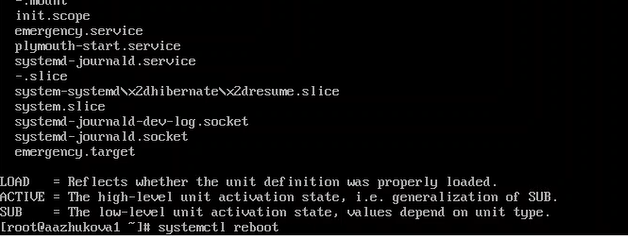 -.mount
init.scope
emergency.service
plymouth-start.service
systemd-journald.service
-.slice
system-systemd\x2dhibernate\x2dresume.slice
system.slice
systemd-journald-dev-log.socket
systemd-journald.socket
emergency.target
LOAD = Reflects whether the unit definition was properly loaded.
ACTIVE = The high-level unit activation state, i.e. generalization of SUB.
SUB = The low-level unit activation state, values depend on unit type.
[root@aazhukova1 ~]# systemctl reboot